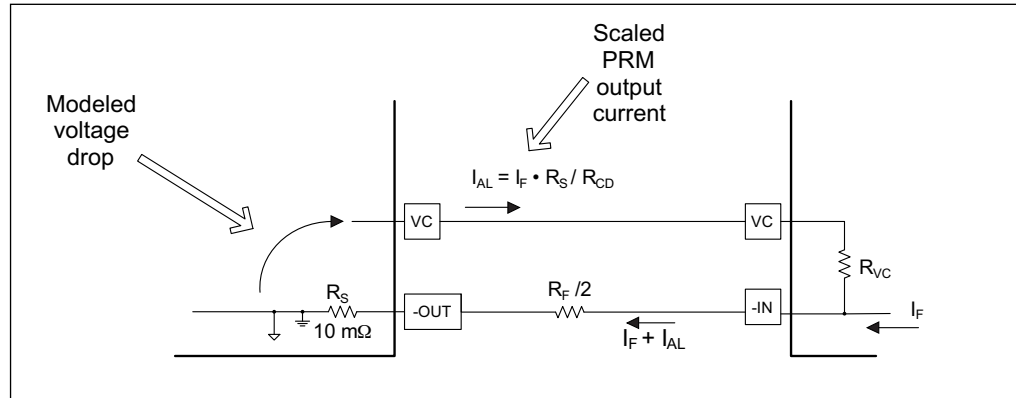 Scaled
PRM
output
current
Modeled
voltage
drop
I_AL = I_F • R_S / R_CD
VC
VC
R_VC
R_S
10 mΩ
-OUT
R_F /2
-IN
I_F
I_F + I_AL